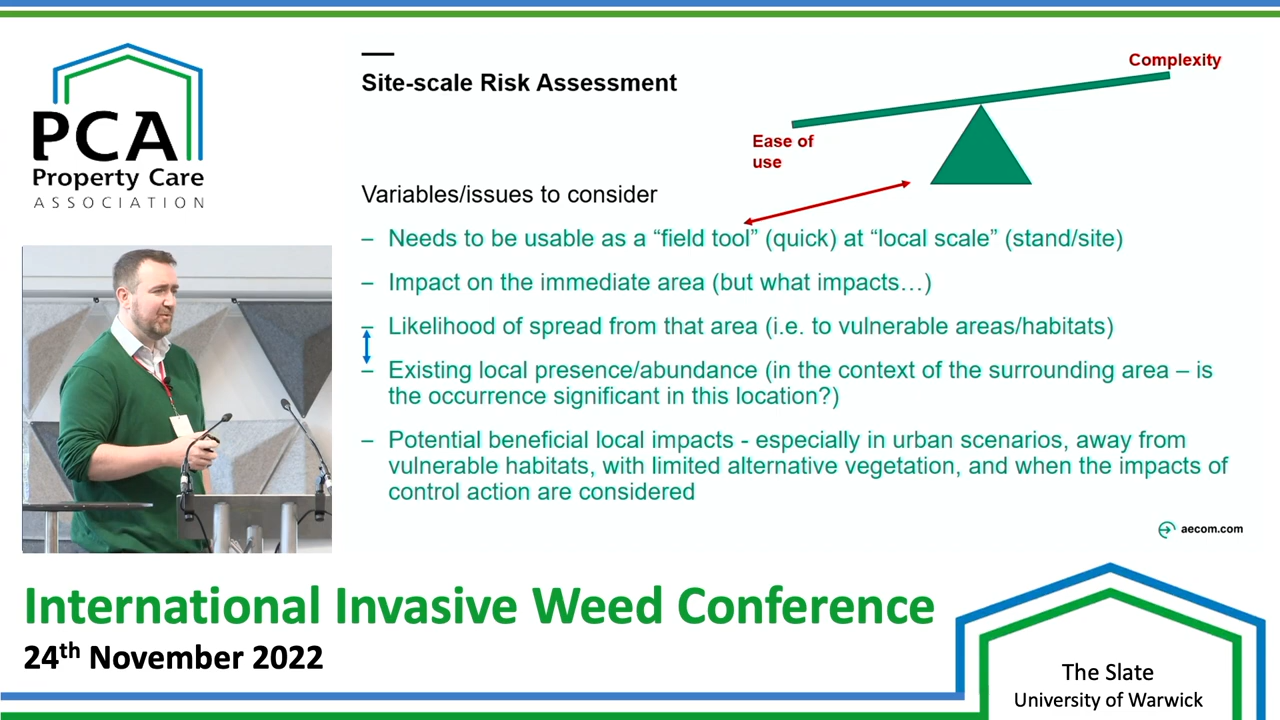 PCA
Property Care
ASSOCIATION
Site-scale Risk Assessment
Complexity
Ease of
use
Variables/issues to consider
– Needs to be usable as a “field tool” (quick) at “local scale” (stand/site)
– Impact on the immediate area (but what impacts…)
– Likelihood of spread from that area (i.e. to vulnerable areas/habitats)
– Existing local presence/abundance (in the context of the surrounding area – is
the occurrence significant in this location?)
– Potential beneficial local impacts - especially in urban scenarios, away from
vulnerable habitats, with limited alternative vegetation, and when the impacts of
control action are considered
aecom.com
International Invasive Weed Conference
24th November 2022
The Slate
University of Warwick